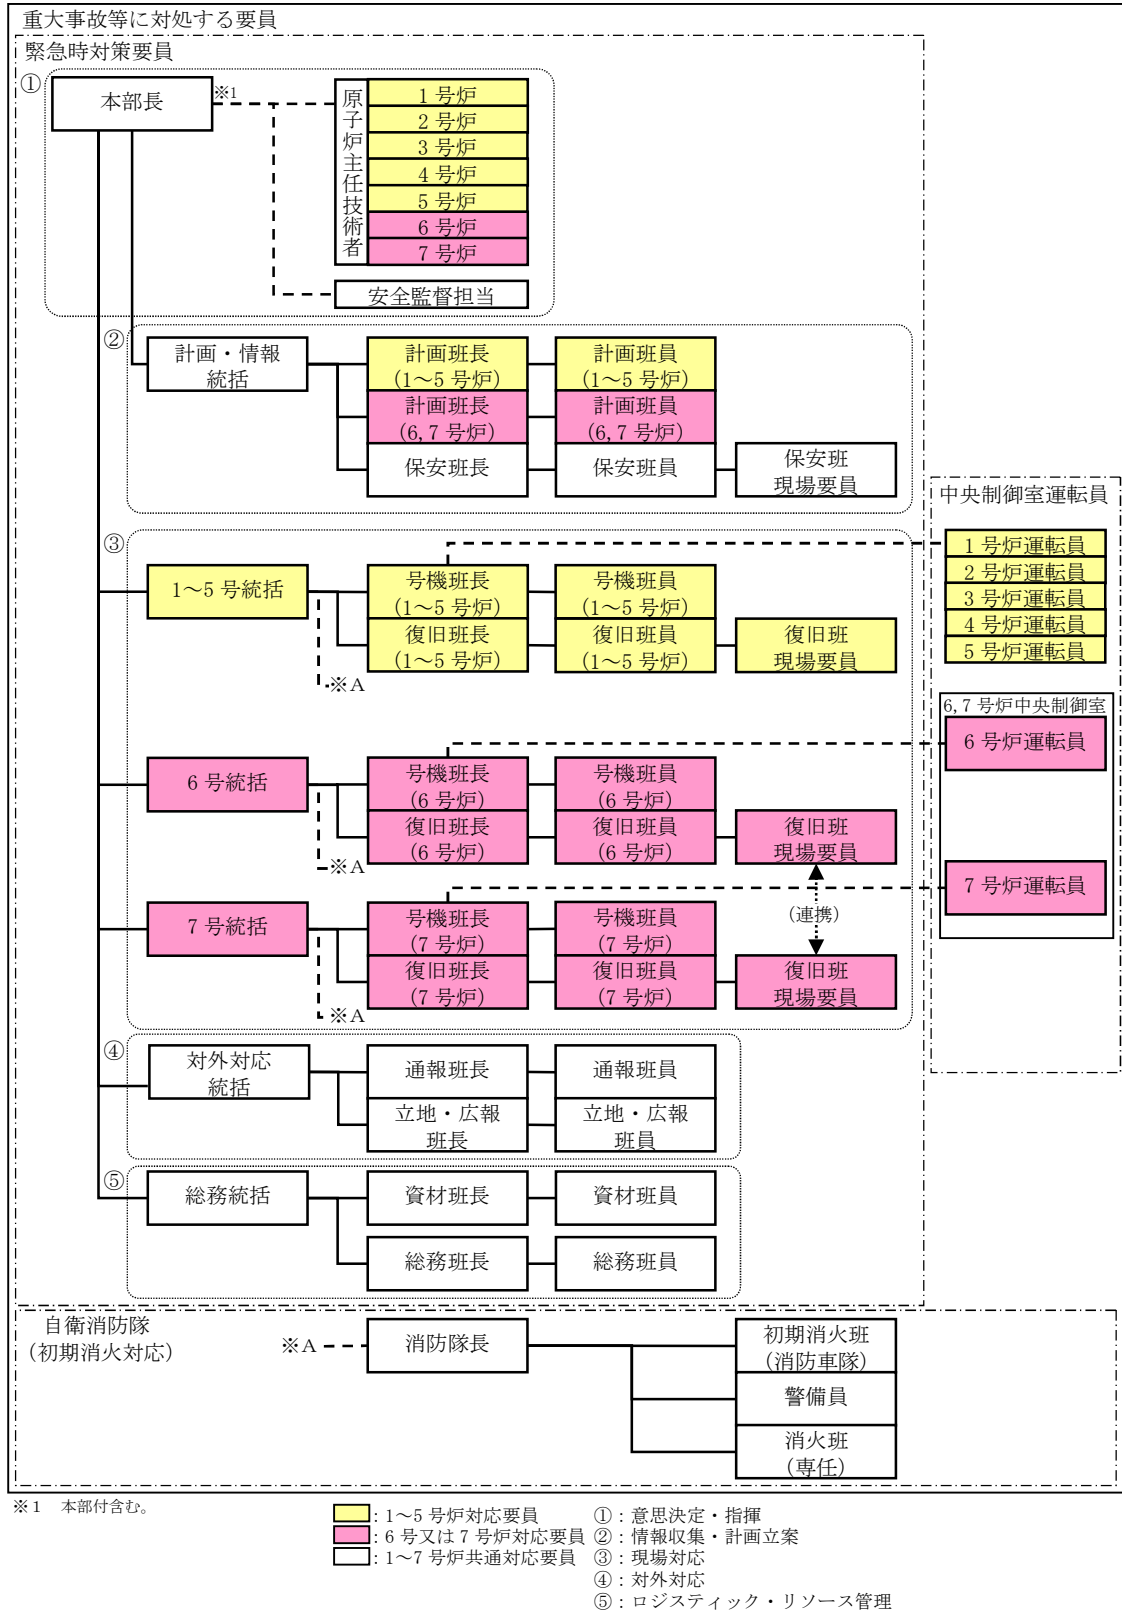 重大事故等に対処する要員
緊急時対策要員
①
本部長
※1
原子炉主任技術者
1号炉
2号炉
3号炉
4号炉
5号炉
6号炉
7号炉
安全監督担当
②
計画・情報
統括
計画班長
(1～5号炉)
計画班員
(1～5号炉)
計画班長
(6,7号炉)
計画班員
(6,7号炉)
保安班長
保安班員
保安班
現場要員
中央制御室運転員
1号炉運転員
2号炉運転員
3号炉運転員
4号炉運転員
5号炉運転員
6,7号炉中央制御室
6号炉運転員
7号炉運転員
③
1～5号統括
号機班長
(1～5号炉)
号機班員
(1～5号炉)
復旧班長
(1～5号炉)
復旧班員
(1～5号炉)
復旧班
現場要員
※A
6号統括
号機班長
(6号炉)
号機班員
(6号炉)
復旧班長
(6号炉)
復旧班員
(6号炉)
復旧班
現場要員
※A
(連携)
7号統括
号機班長
(7号炉)
号機班員
(7号炉)
復旧班長
(7号炉)
復旧班員
(7号炉)
復旧班
現場要員
※A
④
対外対応
統括
通報班長
通報班員
立地・広報
班長
立地・広報
班員
⑤
総務統括
資材班長
資材班員
総務班長
総務班員
自衛消防隊
(初期消火対応)
※A
消防隊長
初期消火班
(消防車隊)
警備員
消火班
(専任)
※1 本部付含む。
：1～5号炉対応要員
：6号又は7号炉対応要員
：1～7号炉共通対応要員
①：意思決定・指揮
②：情報収集・計画立案
③：現場対応
④：対外対応
⑤：ロジスティック・リソース管理